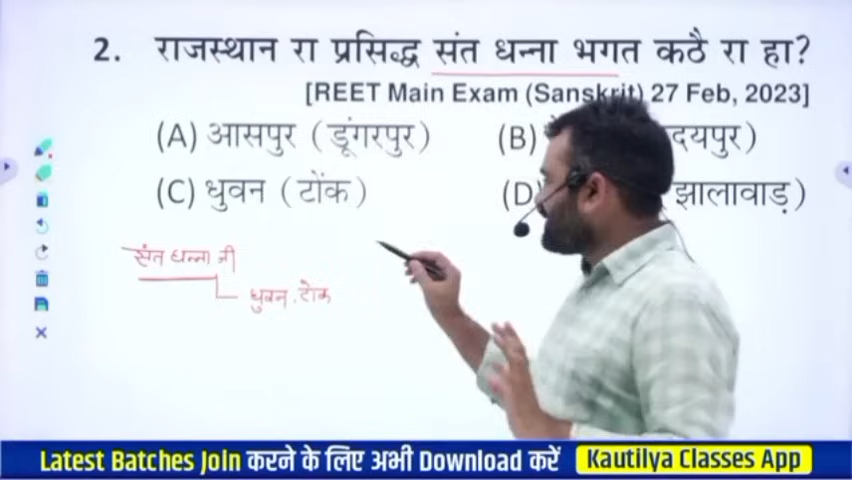 2. राजस्थान रा प्रसिद्ध संत धन्ना भगत कठै रा हा?
[REET Main Exam (Sanskrit) 27 Feb, 2023]
(A) आसपुर (डूंगरपुर) (B) दयपुर)
(C) धुवन (टोंक) (D) झालावाड़)
संत धन्ना जी
धुवन. टोंक
Latest Batches Join करने के लिए अभी Download करें Kautilya Classes App